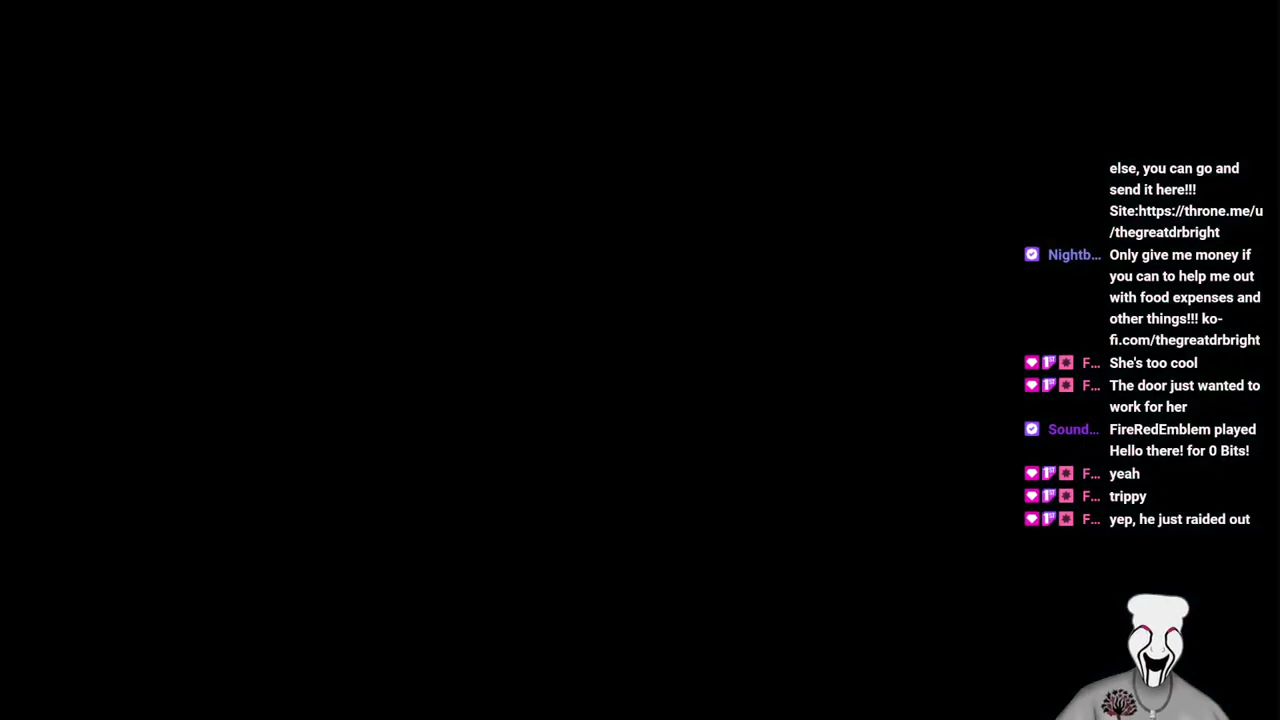 else, you can go and
send it here!!!
Site:https://throne.me/u
/thegreatdrbright
Nightb... Only give me money if
you can to help me out
with food expenses and
other things!!! ko-
fi.com/thegreatdrbright
F... She's too cool
F... The door just wanted to
work for her
Sound... FireRedEmblem played
Hello there! for 0 Bits!
F... yeah
F... trippy
F... yep, he just raided out